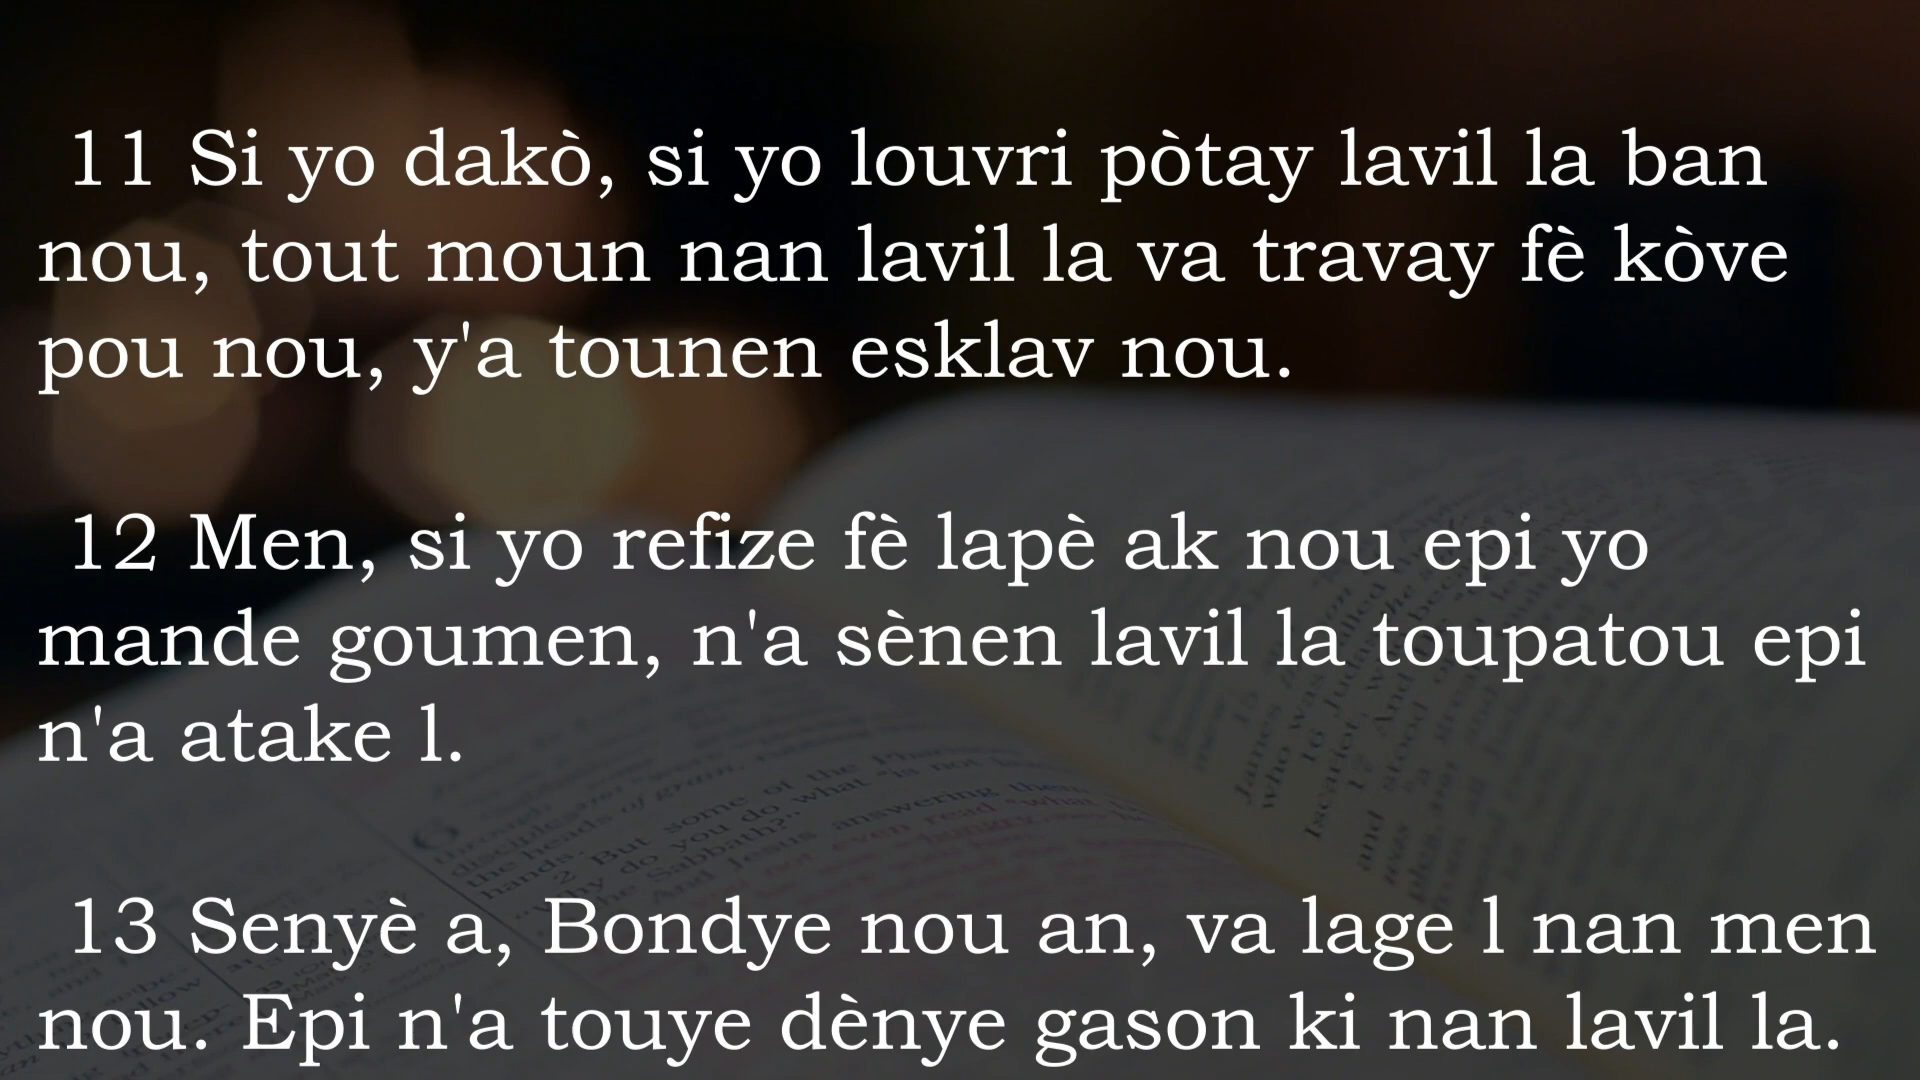 11 Si yo dakò, si yo louvri pòtay lavil la ban
nou, tout moun nan lavil la va travay fè kòve
pou nou, y'a tounen esklav nou.
12 Men, si yo refize fè lapè ak nou epi yo
mande goumen, n'a sènen lavil la toupatou epi
n'a atake l.
13 Senyè a, Bondye nou an, va lage l nan men
nou. Epi n'a touye dènye gason ki nan lavil la.